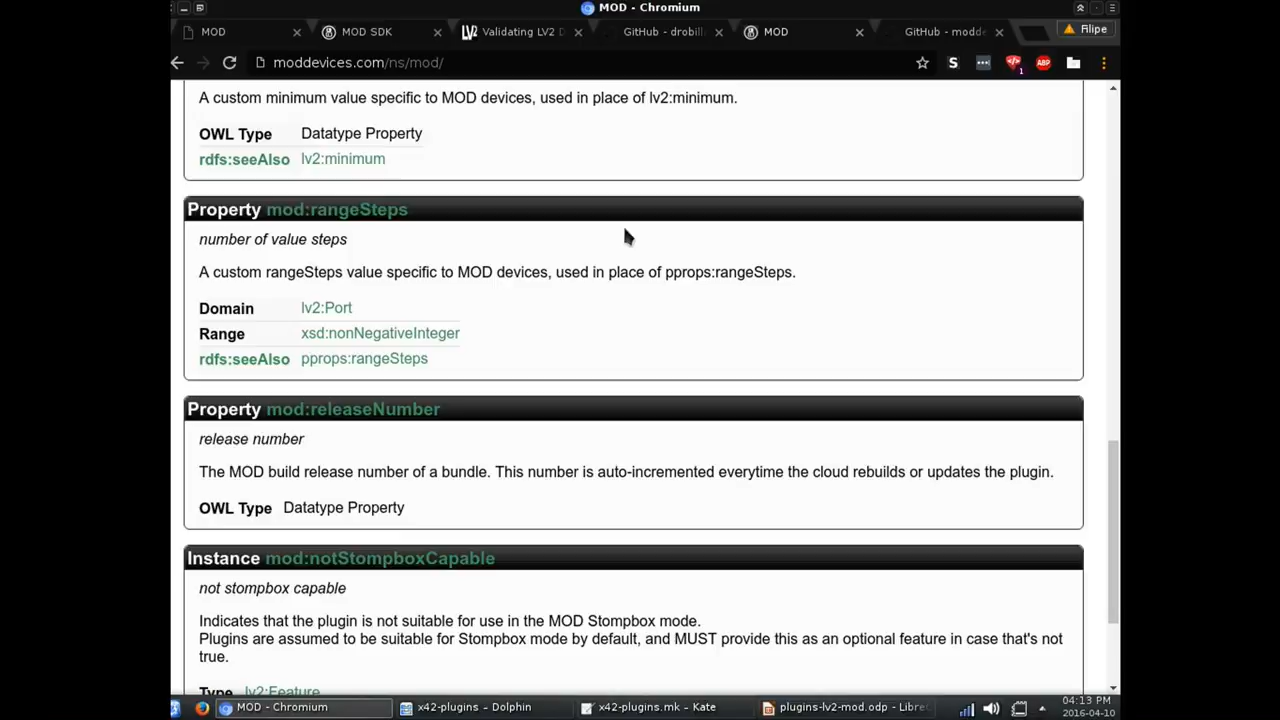 MOD - Chromium
MOD
MOD SDK
Validating LV2 D
GitHub - drobill
MOD
GitHub - modde
Filipe
moddevices.com/ns/mod/
A custom minimum value specific to MOD devices, used in place of lv2:minimum.
OWL Type Datatype Property
rdfs:seeAlso lv2:minimum
Property mod:rangeSteps
number of value steps
A custom rangeSteps value specific to MOD devices, used in place of pprops:rangeSteps.
Domain lv2:Port
Range xsd:nonNegativeInteger
rdfs:seeAlso pprops:rangeSteps
Property mod:releaseNumber
release number
The MOD build release number of a bundle. This number is auto-incremented everytime the cloud rebuilds or updates the plugin.
OWL Type Datatype Property
Instance mod:notStompboxCapable
not stompbox capable
Indicates that the plugin is not suitable for use in the MOD Stompbox mode.
Plugins are assumed to be suitable for Stompbox mode by default, and MUST provide this as an optional feature in case that's not
true.
Type lv2:Feature
MOD - Chromium
x42-plugins - Dolphin
x42-plugins.mk - Kate
plugins-lv2-mod.odp - Libre
04:13 PM
2016-04-10